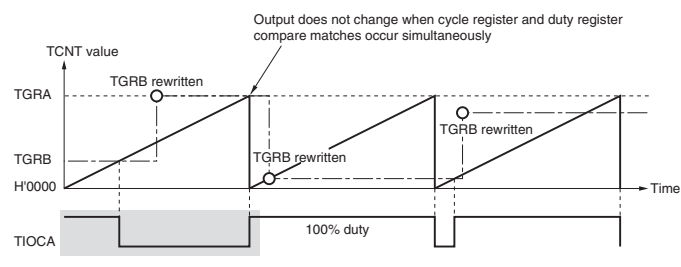 Output does not change when cycle register and duty register
compare matches occur simultaneously
TCNT value
TGRB rewritten
TGRA
TGRB rewritten
TGRB
TGRB rewritten
H'0000
Time
100% duty
TIOCA